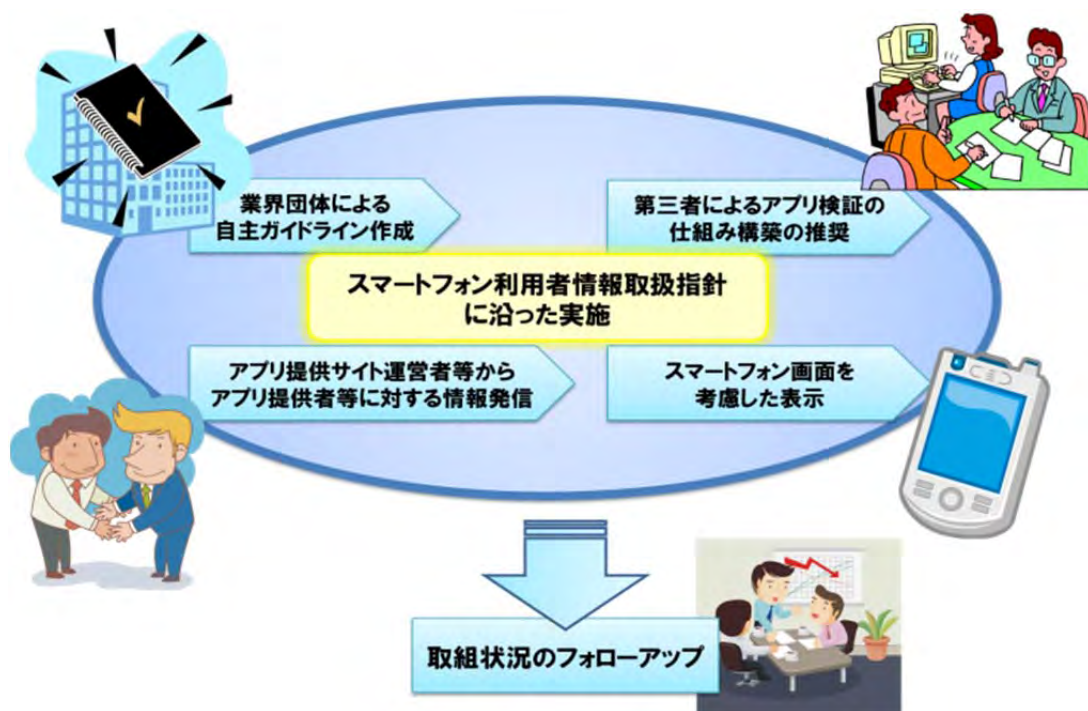 業界団体による
自主ガイドライン作成
第三者によるアプリ検証の
仕組み構築の推奨
スマートフォン利用者情報取扱指針
に沿った実施
アプリ提供サイト運営者等から
アプリ提供者等に対する情報発信
スマートフォン画面を
考慮した表示
取組状況のフォローアップ